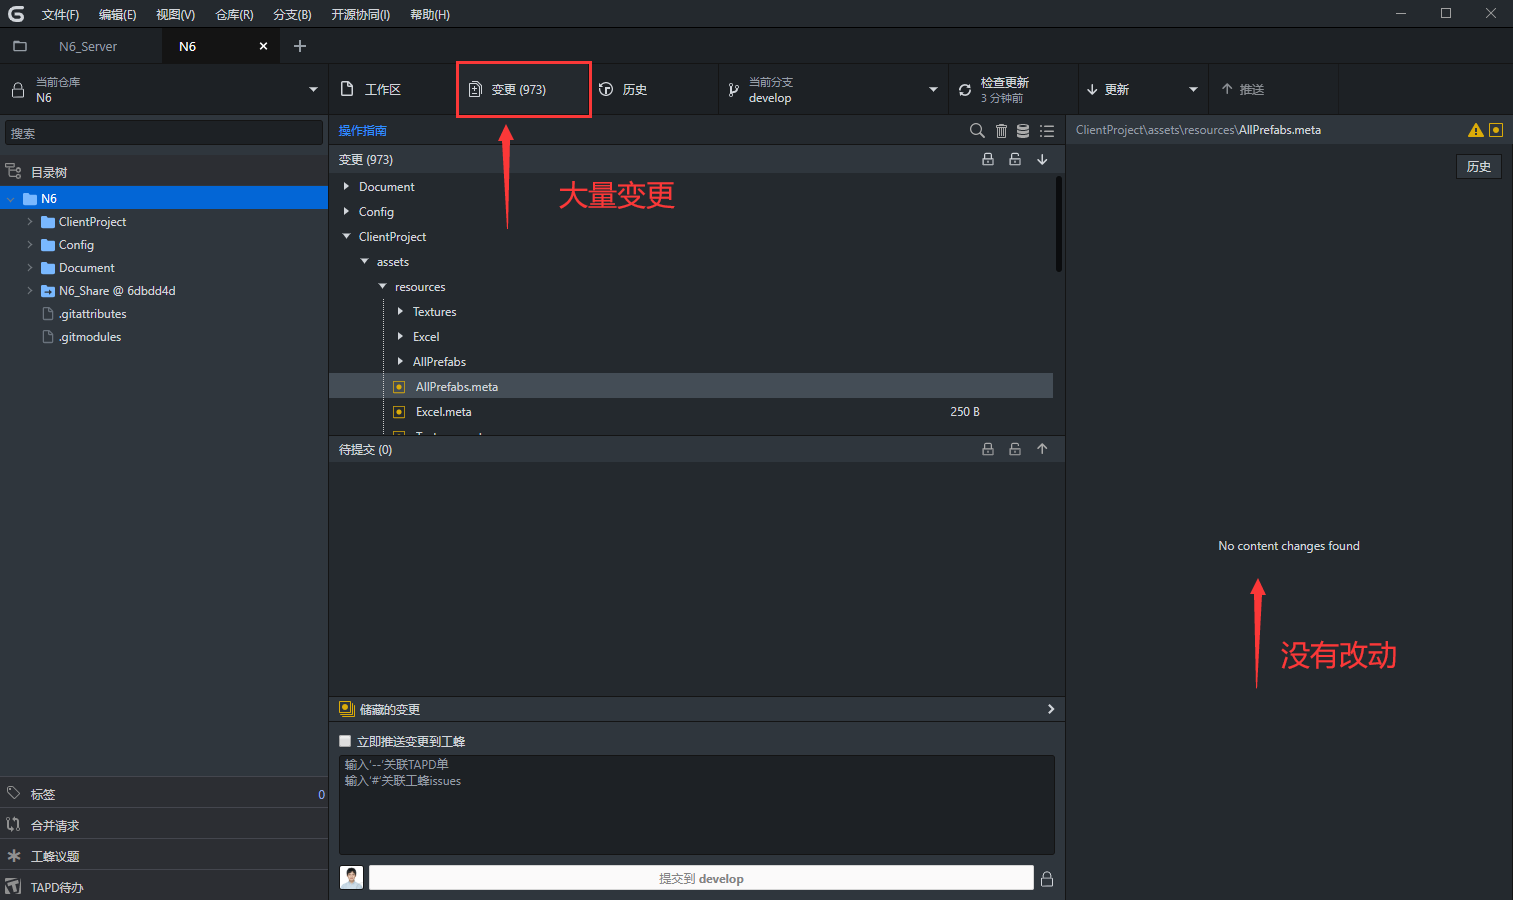 文件(F) 编辑(E) 视图(V) 仓库(R) 分支(B) 开源协同(I) 帮助(H)
N6_Server N6
当前仓库
N6
工作区
变更 (973)
历史
当前分支
develop
检查更新
3 分钟前
更新
推送
搜索
目录树
N6
ClientProject
Config
Document
N6_Share @ 6dbdd4d
.gitattributes
.gitmodules
标签 0
合并请求
工蜂议题
TAPD待办
操作指南
变更 (973)
大量变更
Document
Config
ClientProject
assets
resources
Textures
Excel
AllPrefabs
AllPrefabs.meta
Excel.meta 250 B
待提交 (0)
储藏的变更
立即推送变更到工蜂
输入'--'关联TAPD单
输入'#'关联工蜂issues
提交到 develop
ClientProject\assets\resources\AllPrefabs.meta
历史
No content changes found
没有改动